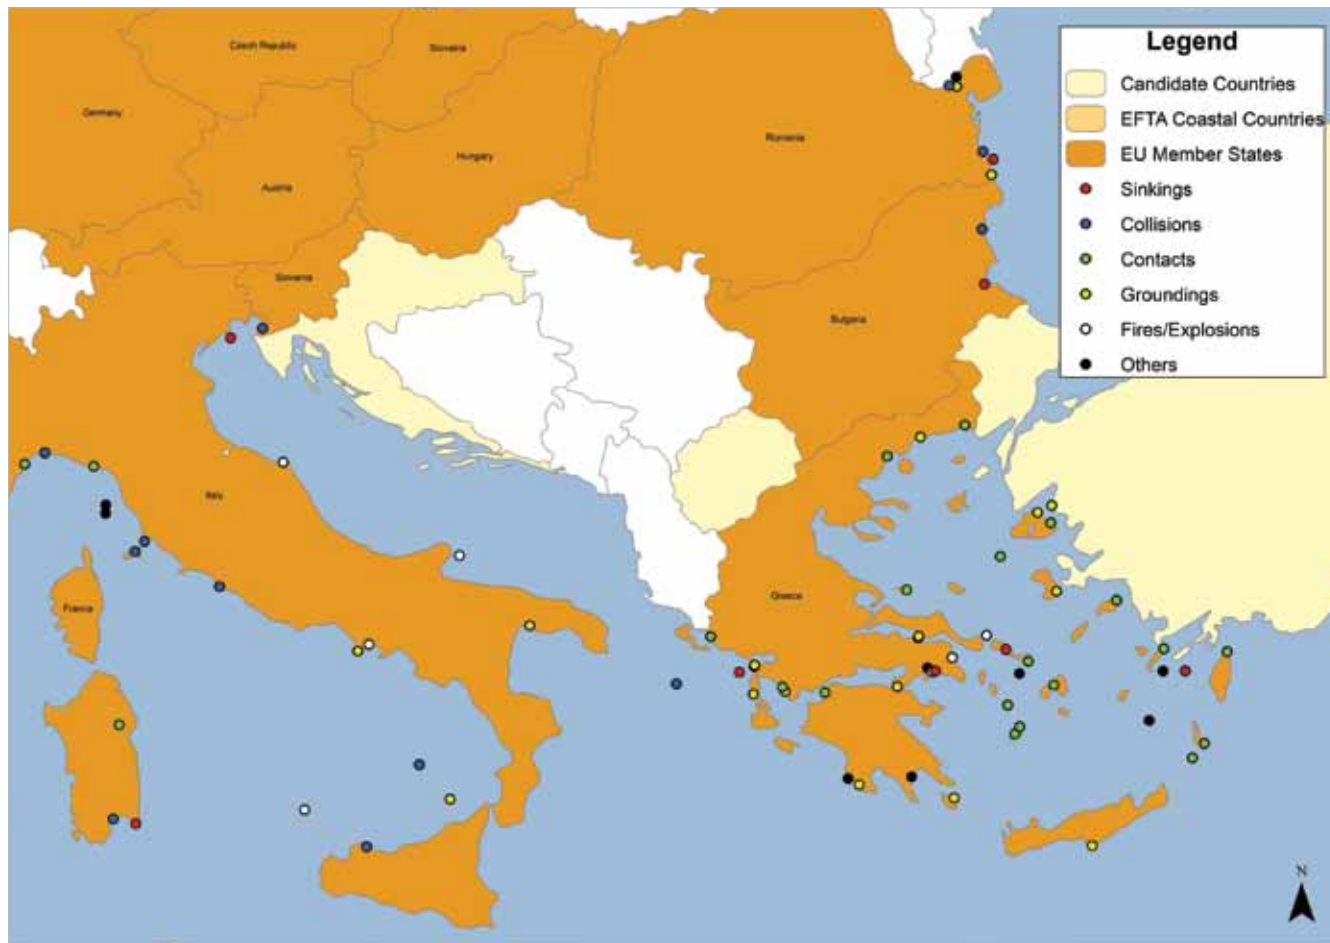 Legend
Candidate Countries
EFTA Coastal Countries
EU Member States
Sinkings
Collisions
Contacts
Groundings
Fires/Explosions
Others
Czech Republic
Slovenia
Germany
Romania
Hungary
Austria
Slovenia
Bulgaria
Italy
Greece
France
N